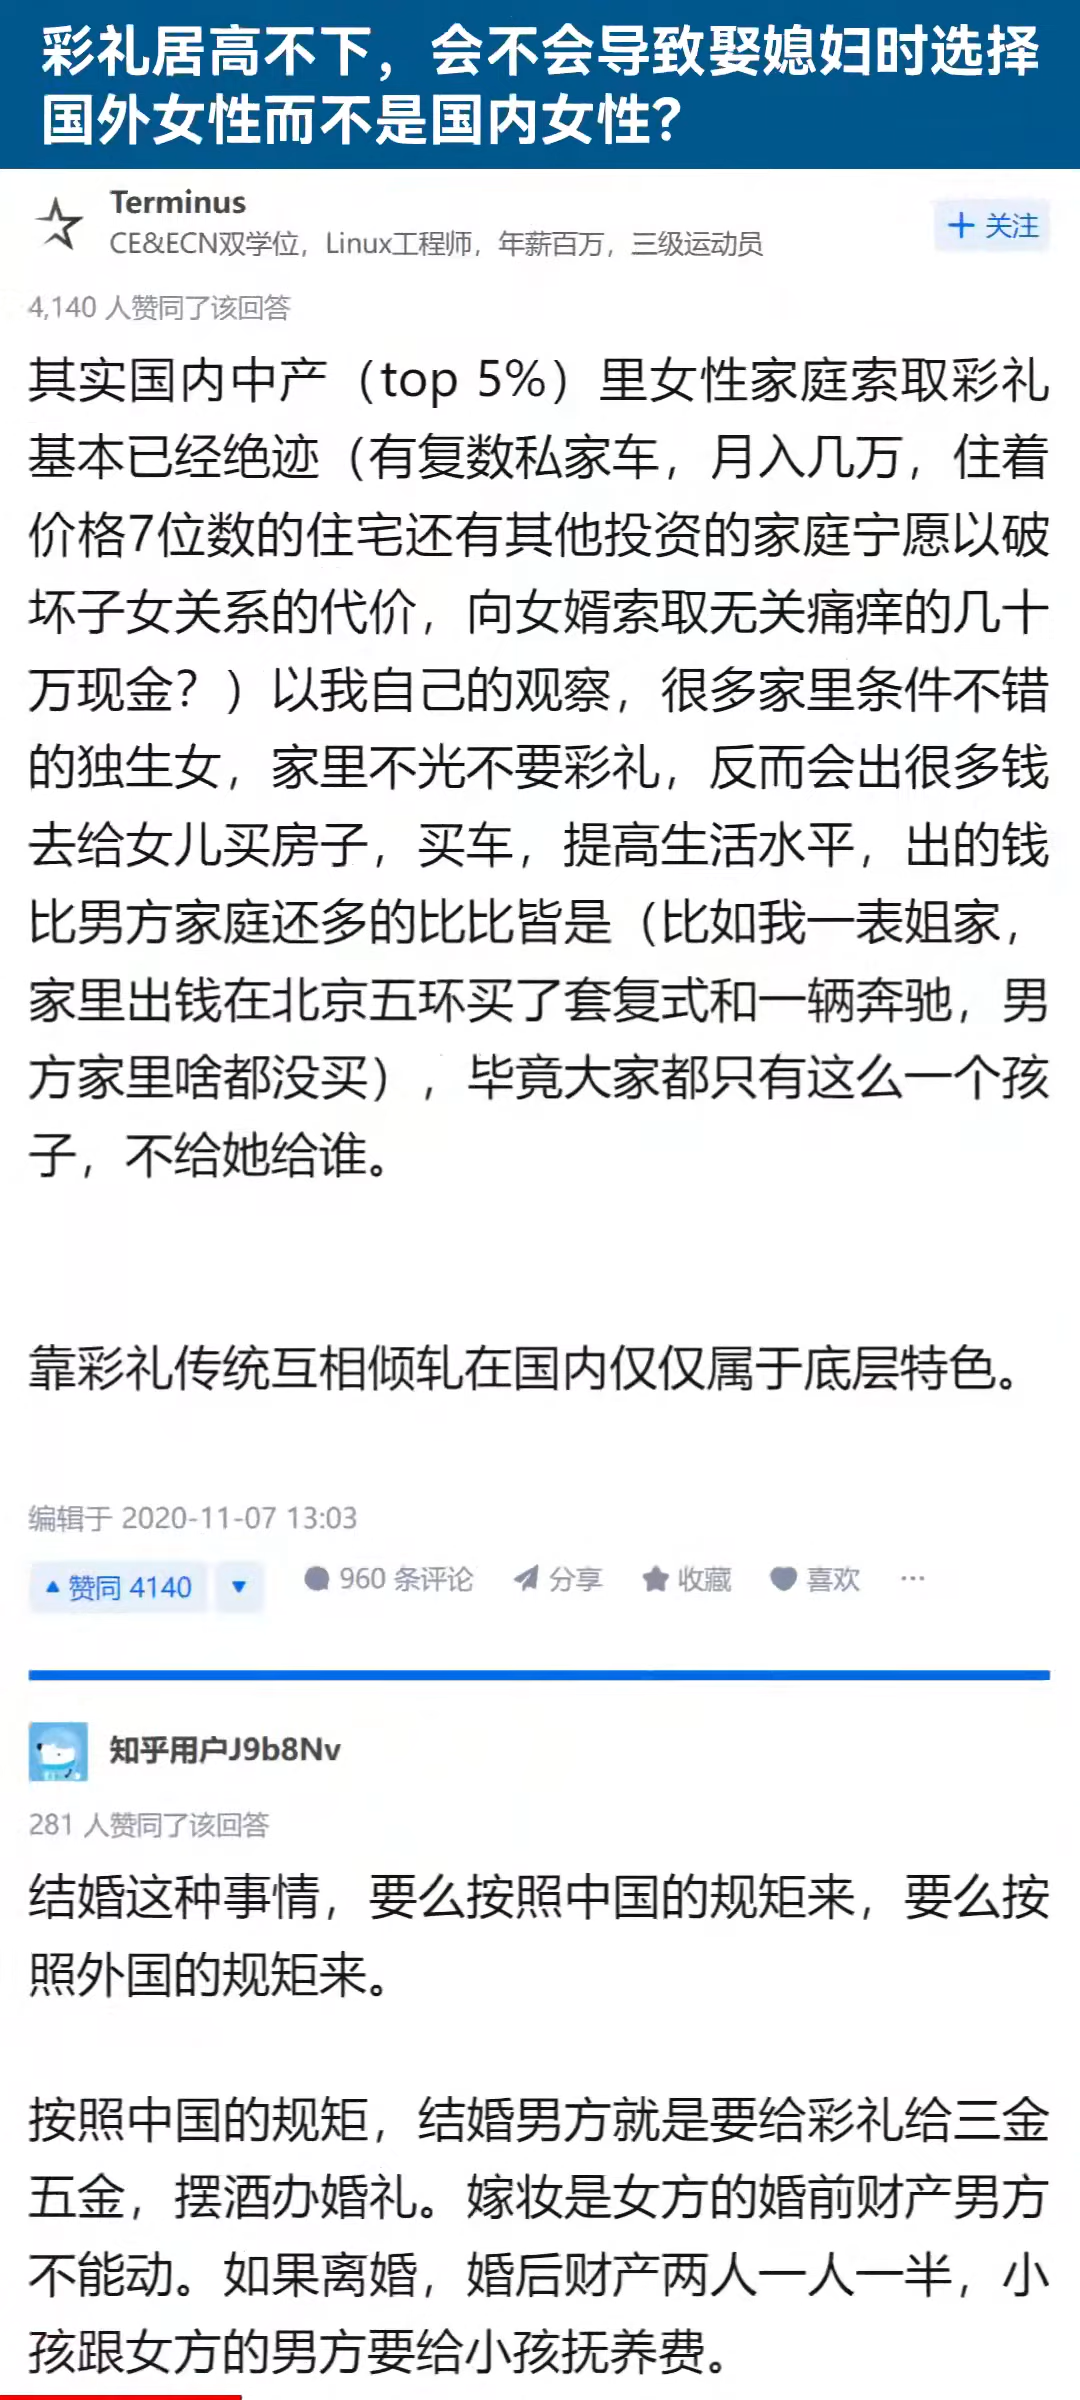 彩礼居高不下，会不会导致娶媳妇时选择
国外女性而不是国内女性？
Terminus
CE&ECN双学位，Linux工程师，年薪百万，三级运动员
+ 关注
4,140 人赞同了该回答
其实国内中产（top 5%）里女性家庭索取彩礼
基本已经绝迹（有复数私家车，月入几万，住着
价格7位数的住宅还有其他投资的家庭宁愿以破
坏子女关系的代价，向女婿索取无关痛痒的几十
万现金？）以我自己的观察，很多家里条件不错
的独生女，家里不光不要彩礼，反而会出很多钱
去给女儿买房子，买车，提高生活水平，出的钱
比男方家庭还多的比比皆是（比如我一表姐家，
家里出钱在北京五环买了套复式和一辆奔驰，男
方家里啥都没买），毕竟大家都只有这么一个孩
子，不给她给谁。
靠彩礼传统互相倾轧在国内仅仅属于底层特色。
编辑于 2020-11-07 13:03
赞同 4140 960 条评论 分享 收藏 喜欢 ···
知乎用户J9b8Nv
281 人赞同了该回答
结婚这种事情，要么按照中国的规矩来，要么按
照外国的规矩来。
按照中国的规矩，结婚男方就是要给彩礼给三金
五金，摆酒办婚礼。嫁妆是女方的婚前财产男方
不能动。如果离婚，婚后财产两人一人一半，小
孩跟女方的男方要给小孩抚养费。